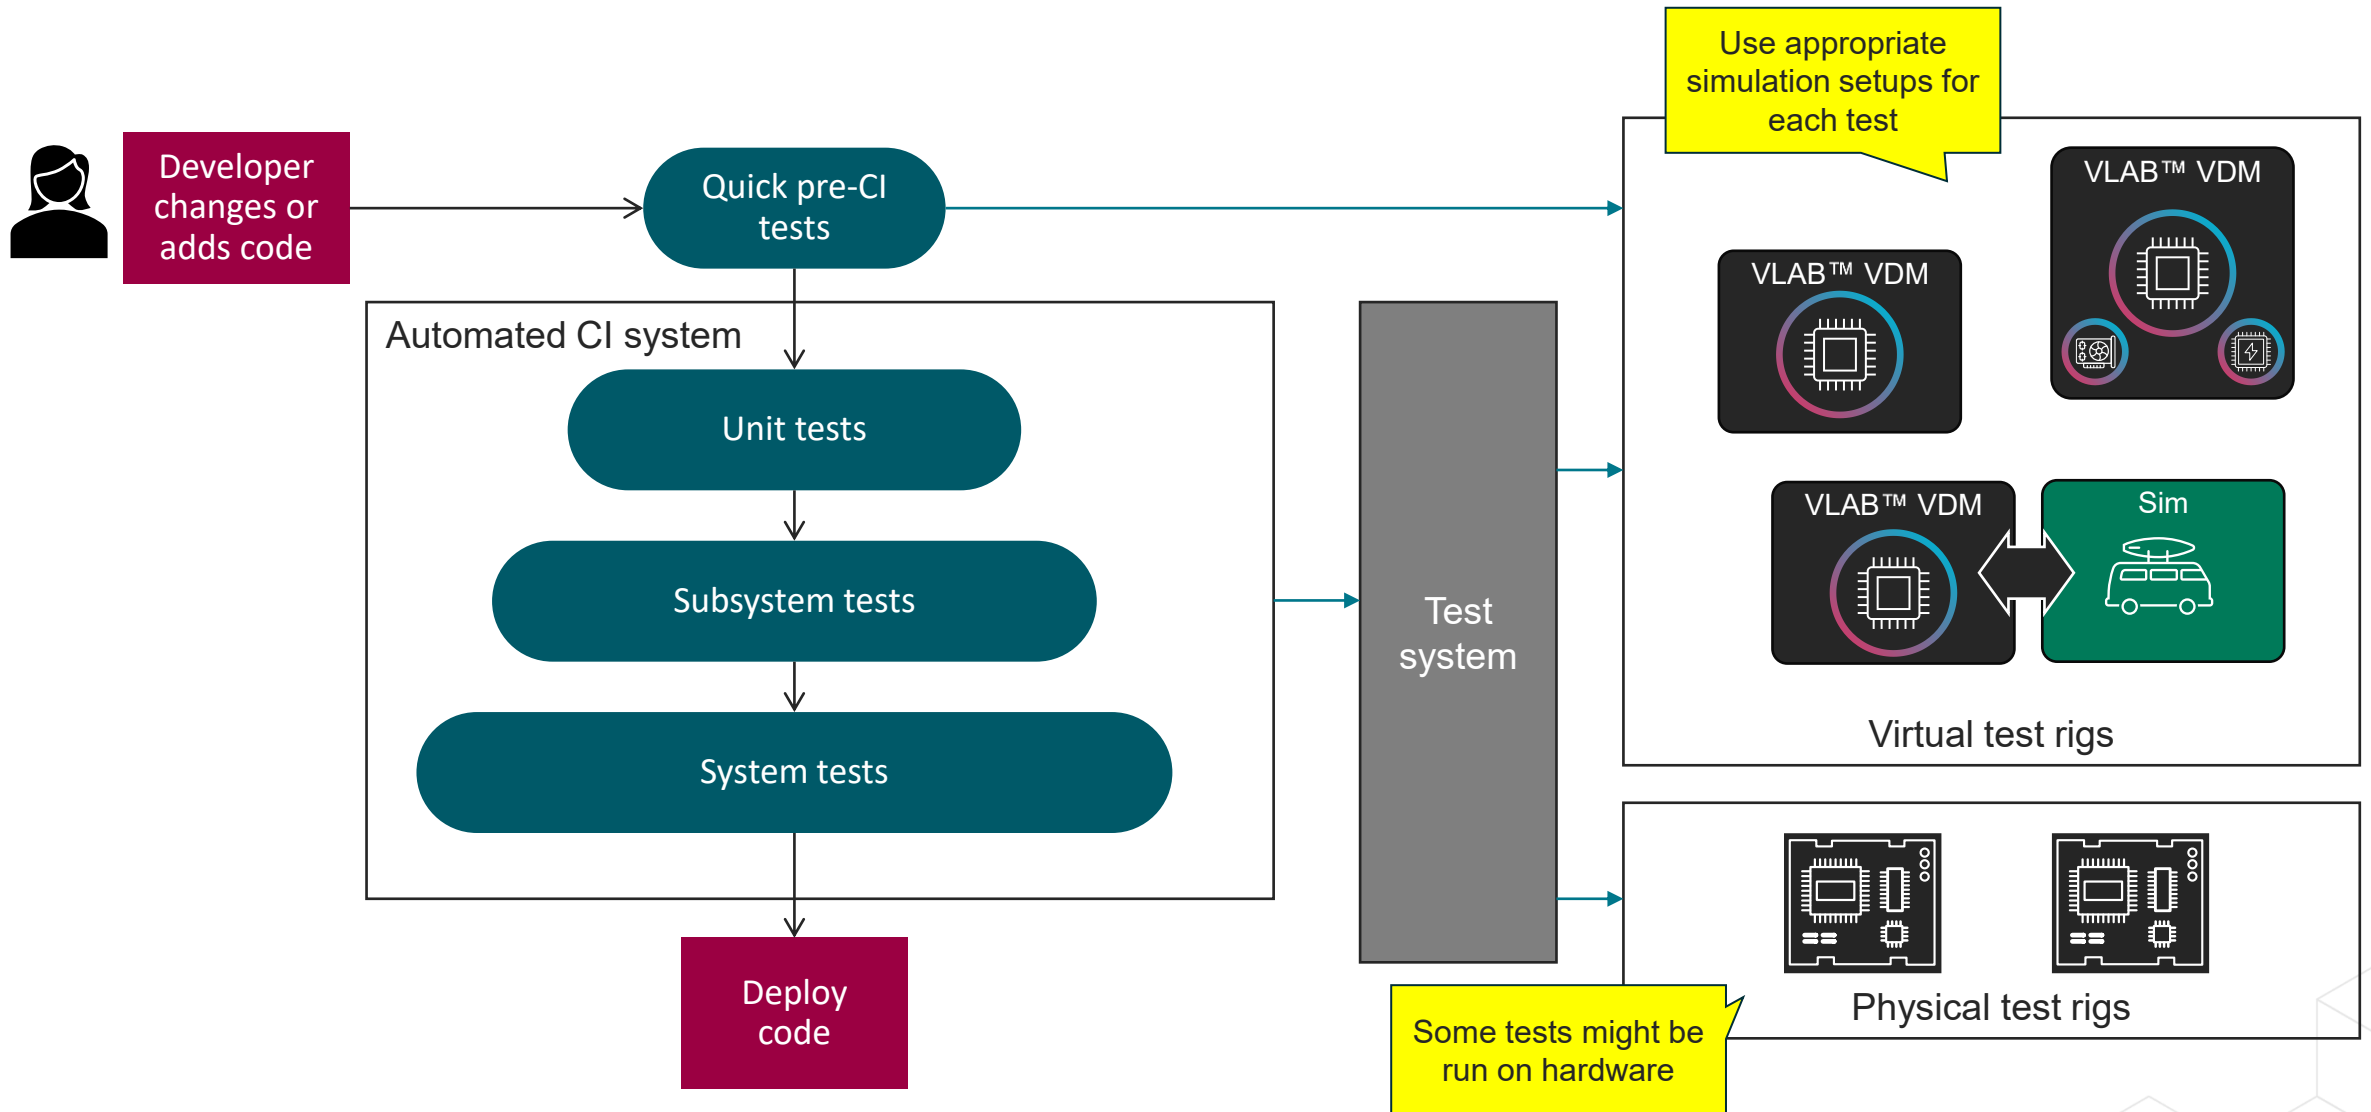 Use appropriate
simulation setups for
each test
Developer
changes or
adds code
Quick pre-CI
tests
VLAB™ VDM
VLAB™ VDM
Automated CI system
Unit tests
VLAB™ VDM
Sim
Subsystem tests
Test
system
Virtual test rigs
System tests
Deploy
code
Physical test rigs
Some tests might be
run on hardware